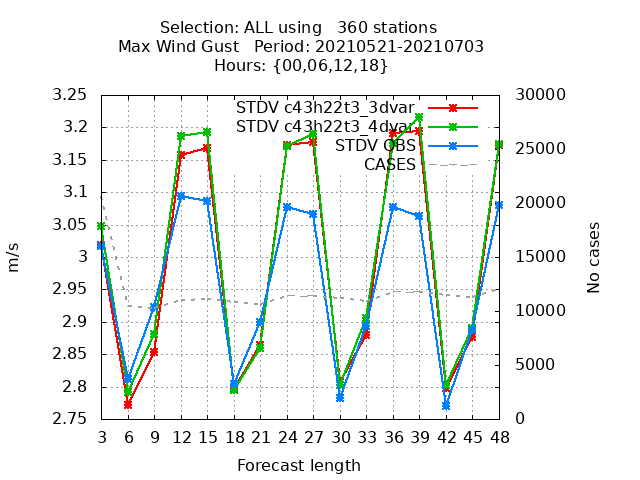 Selection: ALL using   360 stations
Max Wind Gust   Period: 20210521-20210703
Hours: {00,06,12,18}
3.25
3.2
3.15
3.1
3.05
3
2.95
2.9
2.85
2.8
2.75
m/s
STDV c43h22t3_3dvar
STDV c43h22t3_4dvar
STDV OBS
CASES
30000
25000
20000
15000
10000
5000
0
No cases
3 6 9 12 15 18 21 24 27 30 33 36 39 42 45 48
Forecast length